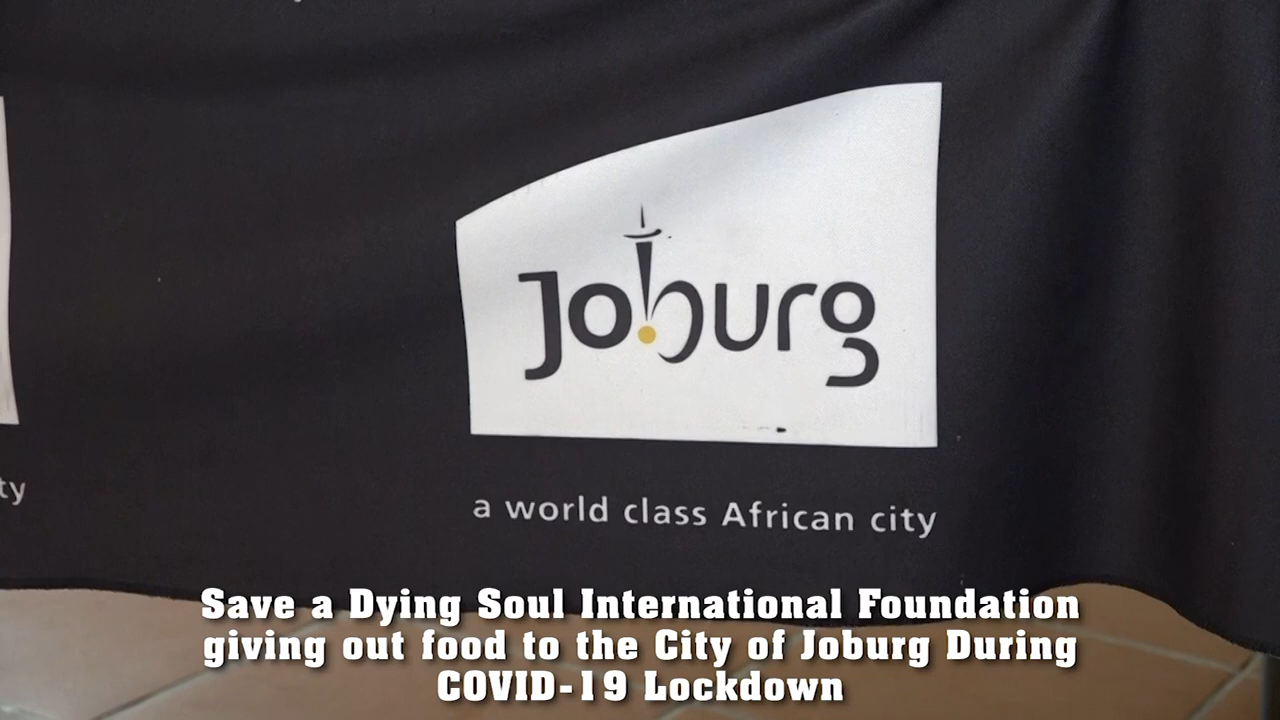 Joburg
a world class African city
ty
Save a Dying Soul International Foundation
giving out food to the City of Joburg During
COVID-19 Lockdown